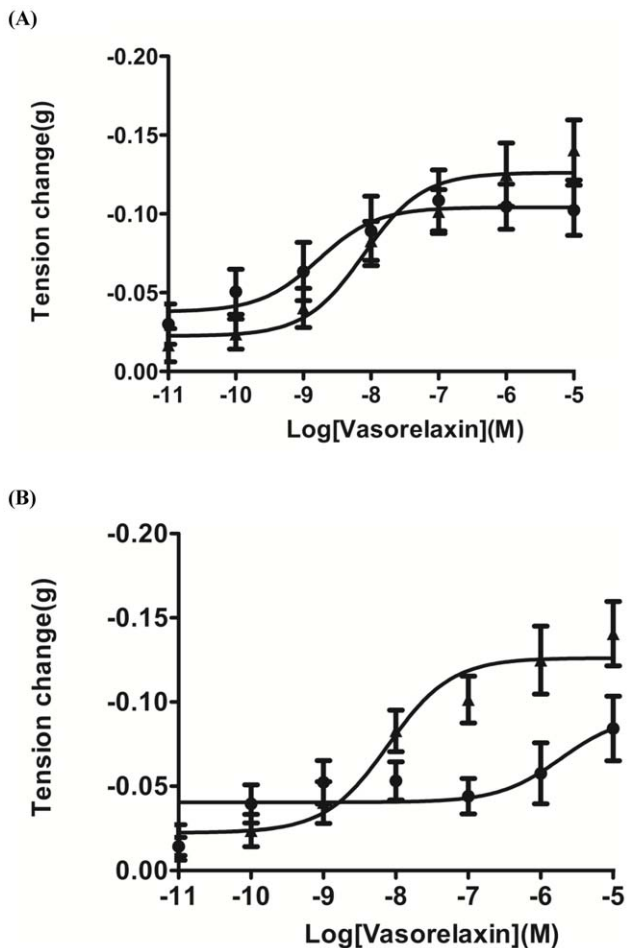 (A)
-0.20
-0.15
-0.10
-0.05
0.00
Tension change(g)
-11 -10 -9 -8 -7 -6 -5
Log[Vasorelaxin](M)
(B)
-0.20
-0.15
-0.10
-0.05
0.00
Tension change(g)
-11 -10 -9 -8 -7 -6 -5
Log[Vasorelaxin](M)